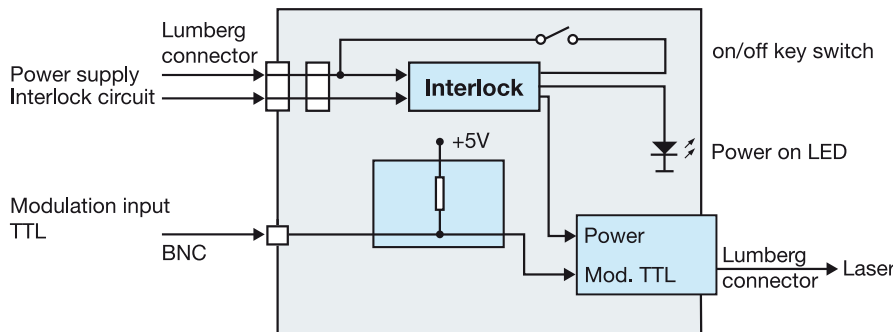 Lumberg
connector
on/off key switch
Power supply
Interlock circuit
Interlock
+5V
Power on LED
Modulation input
TTL
BNC
Power
Mod. TTL
Lumberg
connector
Laser